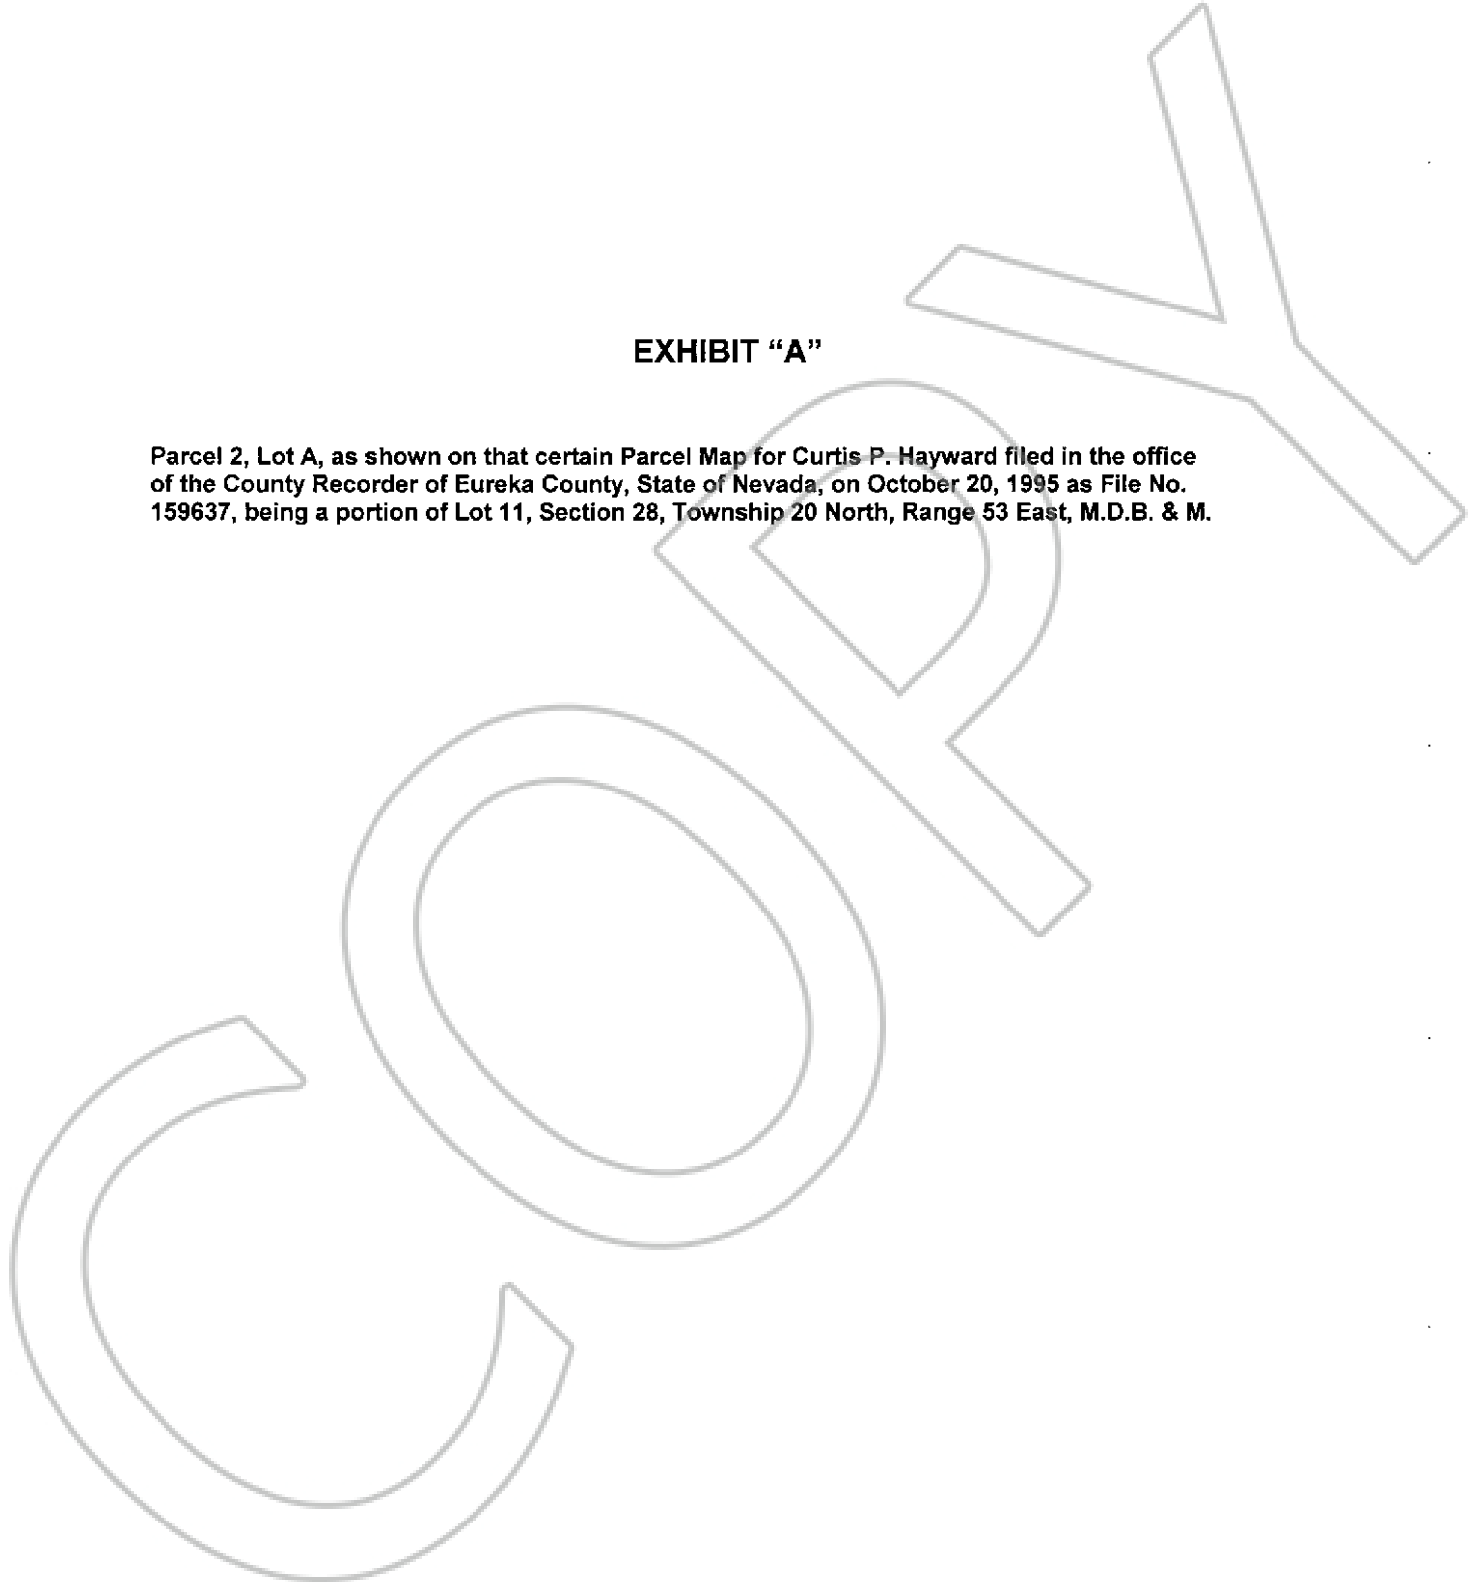 EXHIBIT “A”
Parcel 2, Lot A, as shown on that certain Parcel Map for Curtis P. Hayward filed in the office
of the County Recorder of Eureka County, State of Nevada, on October 20, 1995 as File No.
159637, being a portion of Lot 11, Section 28, Township 20 North, Range 53 East, M.D.B. & M.
COPY